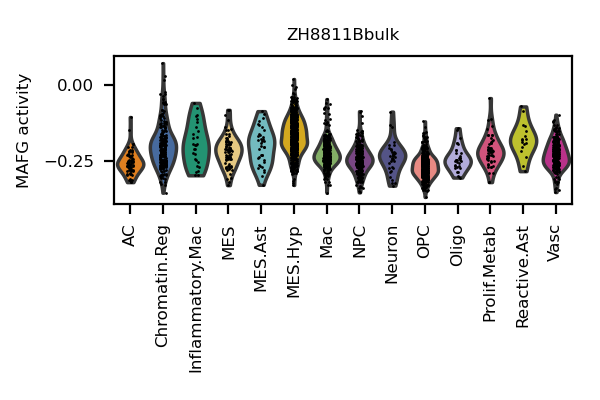 ZH8811Bbulk
MAFG activity
0.00
−0.25
AC
Chromatin.Reg
Inflammatory.Mac
MES
MES.Ast
MES.Hyp
Mac
NPC
Neuron
OPC
Oligo
Prolif.Metab
Reactive.Ast
Vasc